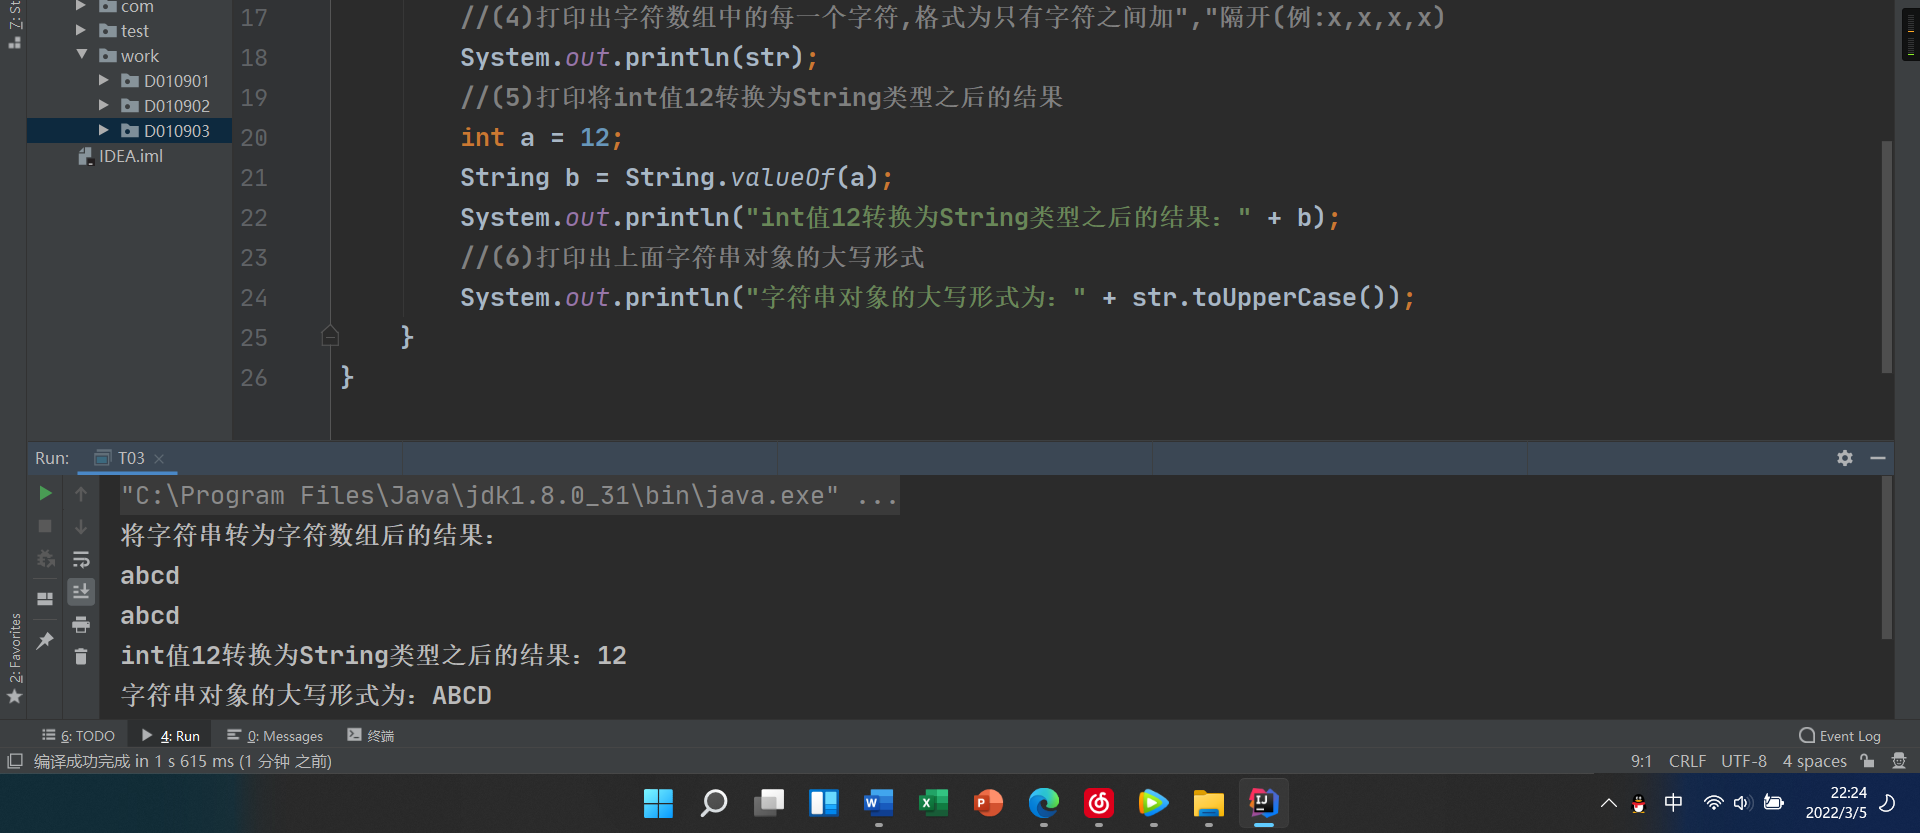 Z: St
com
test
work
D010901
D010902
D010903
IDEA.iml
17 //(4)打印出字符数组中的每一个字符,格式为只有字符之间加","隔开(例:x,x,x,x)
18 System.out.println(str);
19 //(5)打印将int值12转换为String类型之后的结果
20 int a = 12;
21 String b = String.valueOf(a);
22 System.out.println("int值12转换为String类型之后的结果：" + b);
23 //(6)打印出上面字符串对象的大写形式
24 System.out.println("字符串对象的大写形式为：" + str.toUpperCase());
25 }
26 }
Run: T03
"C:\Program Files\Java\jdk1.8.0_31\bin\java.exe" ...
将字符串转为字符数组后的结果：
abcd
abcd
int值12转换为String类型之后的结果：12
字符串对象的大写形式为：ABCD
2: Favorites
6: TODO 4: Run 0: Messages 终端 Event Log
编译成功完成 in 1 s 615 ms (1 分钟 之前) 9:1 CRLF UTF-8 4 spaces
W X P IJ 中 22:24
2022/3/5